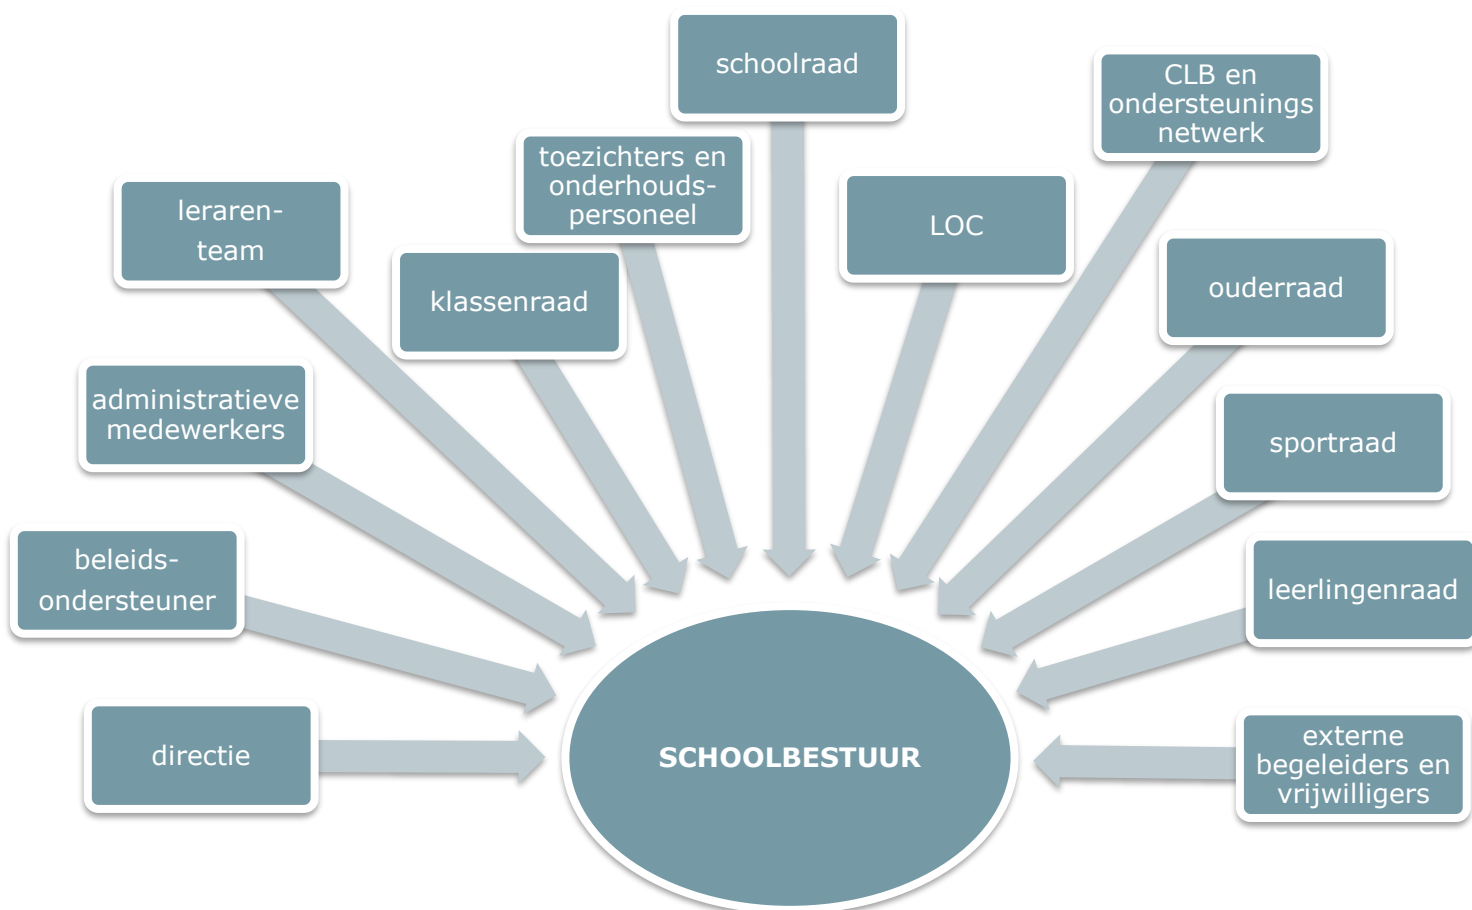 schoolraad
CLB en
ondersteunings
netwerk
toezichters en
onderhouds-
personeel
leraren-
team
LOC
klassenraad
ouderraad
administratieve
medewerkers
sportraad
beleids-
ondersteuner
leerlingenraad
directie
SCHOOLBESTUUR
externe
begeleiders en
vrijwilligers